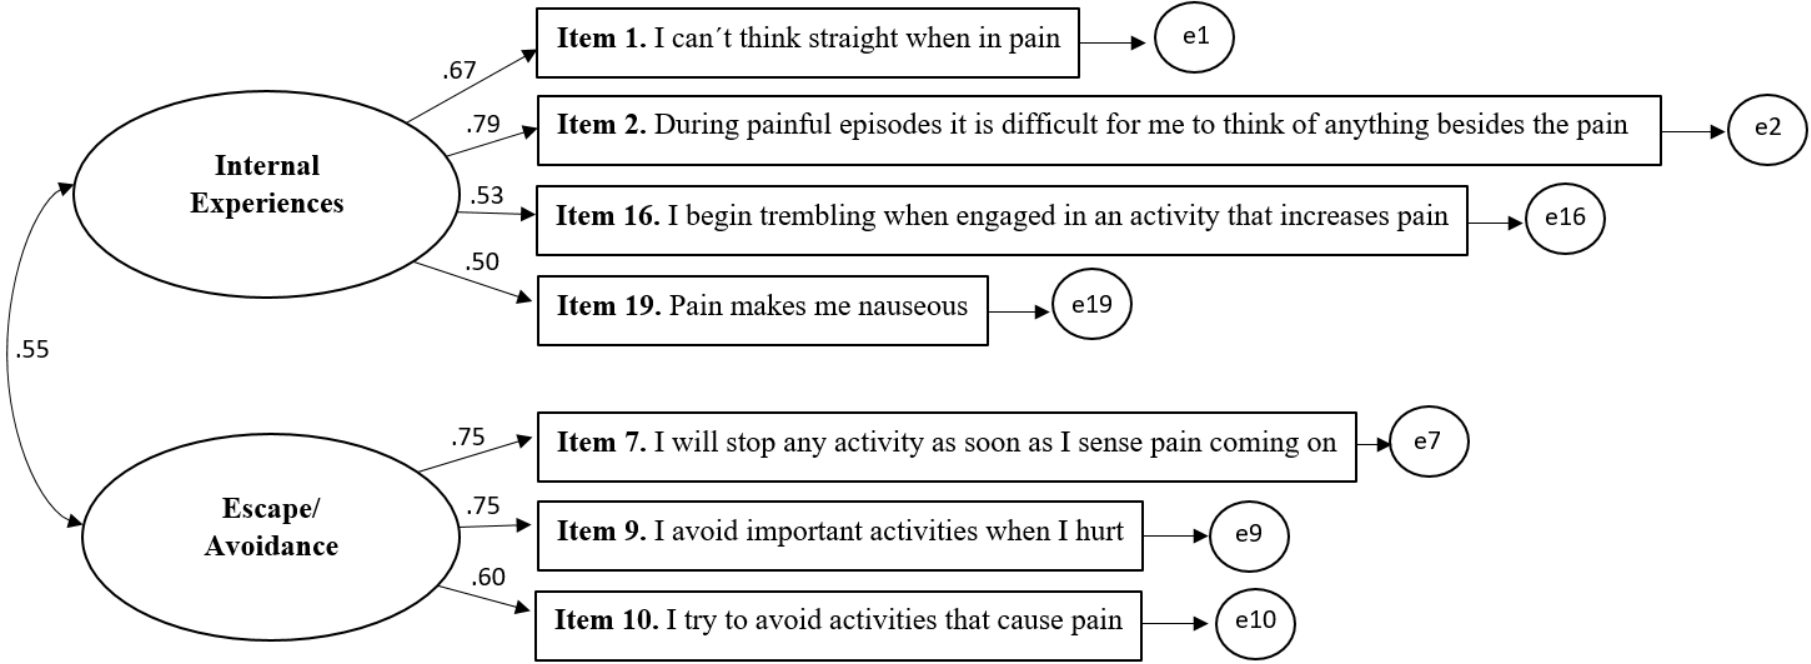 .67
Item 1. I can´t think straight when in pain
e1
.79
Item 2. During painful episodes it is difficult for me to think of anything besides the pain
e2
Internal
Experiences
.53
Item 16. I begin trembling when engaged in an activity that increases pain
e16
.50
Item 19. Pain makes me nauseous
e19
.55
.75
Item 7. I will stop any activity as soon as I sense pain coming on
e7
Escape/
Avoidance
.75
Item 9. I avoid important activities when I hurt
e9
.60
Item 10. I try to avoid activities that cause pain
e10